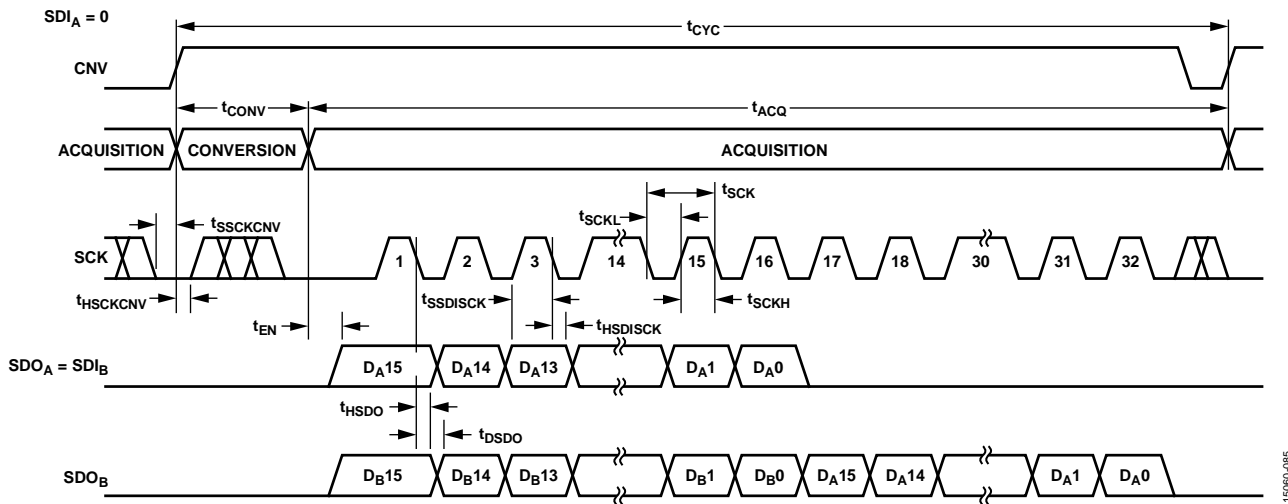 SDIA = 0
tCYC
CNV
tCONV
tACQ
ACQUISITION
CONVERSION
ACQUISITION
tSCK
tSSCKCNV
tSCKL
SCK
1
2
3
14
15
16
17
18
30
31
32
tHSCKCNV
tSSDISCK
tSCKH
tEN
tHSDISCK
SDOA = SDIB
DA15
DA14
DA13
DA1
DA0
tHSDO
tDSDO
SDOB
DB15
DB14
DB13
DB1
DB0
DA15
DA14
DA1
DA0